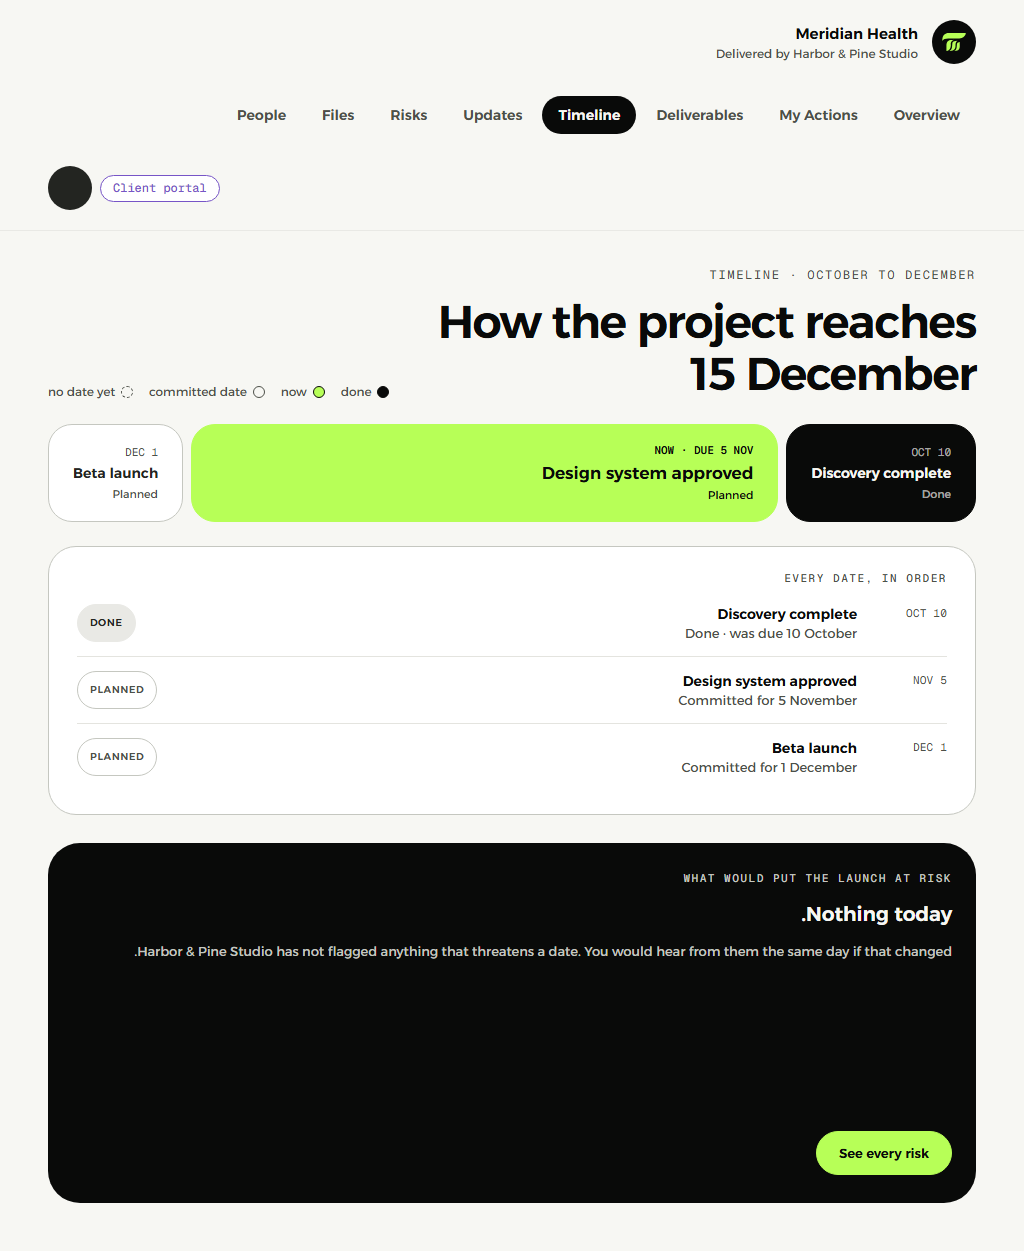 Meridian Health
Delivered by Harbor & Pine Studio
People Files Risks Updates Timeline Deliverables My Actions Overview
Client portal
TIMELINE · OCTOBER TO DECEMBER
How the project reaches
15 December
no date yet committed date now done
DEC 1
Beta launch
Planned
NOW · DUE 5 NOV
Design system approved
Planned
OCT 10
Discovery complete
Done
EVERY DATE, IN ORDER
DONE Discovery complete OCT 10
Done · was due 10 October
PLANNED Design system approved NOV 5
Committed for 5 November
PLANNED Beta launch DEC 1
Committed for 1 December
WHAT WOULD PUT THE LAUNCH AT RISK
.Nothing today
.Harbor & Pine Studio has not flagged anything that threatens a date. You would hear from them the same day if that changed
See every risk